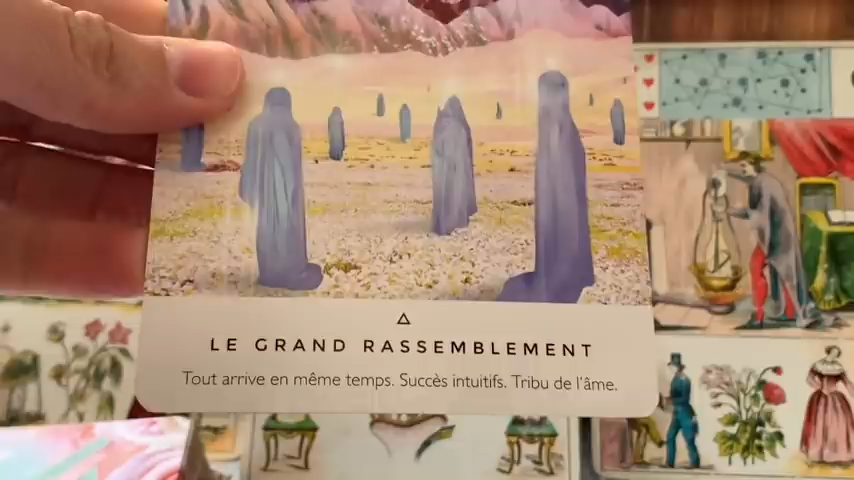 LE GRAND RASSEMBLEMENT
Tout arrive en même temps. Succès intuitifs. Tribu de l'âme.